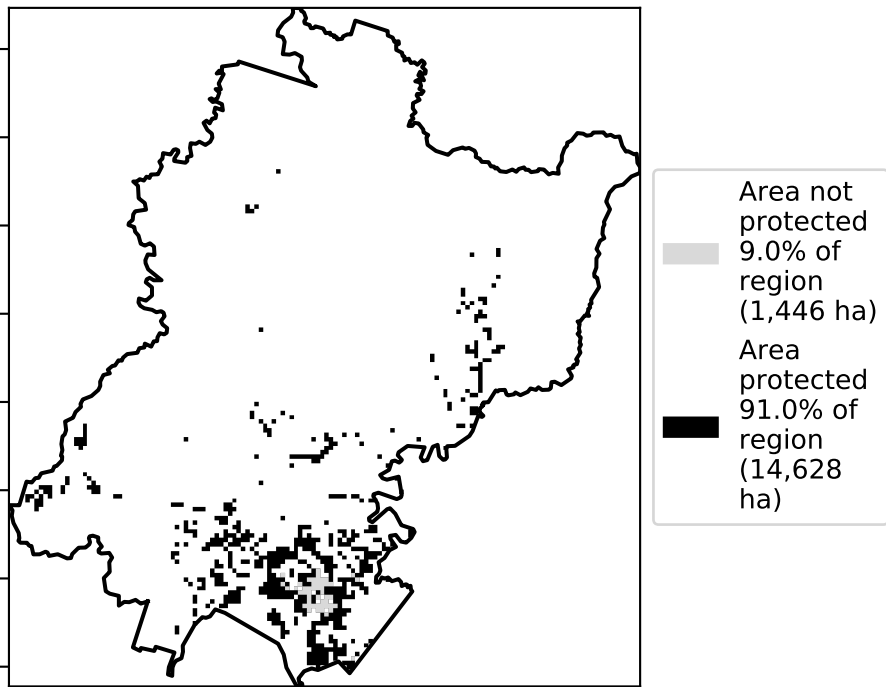 Area not
protected
9.0% of
region
(1,446 ha)
Area
protected
91.0% of
region
(14,628
ha)